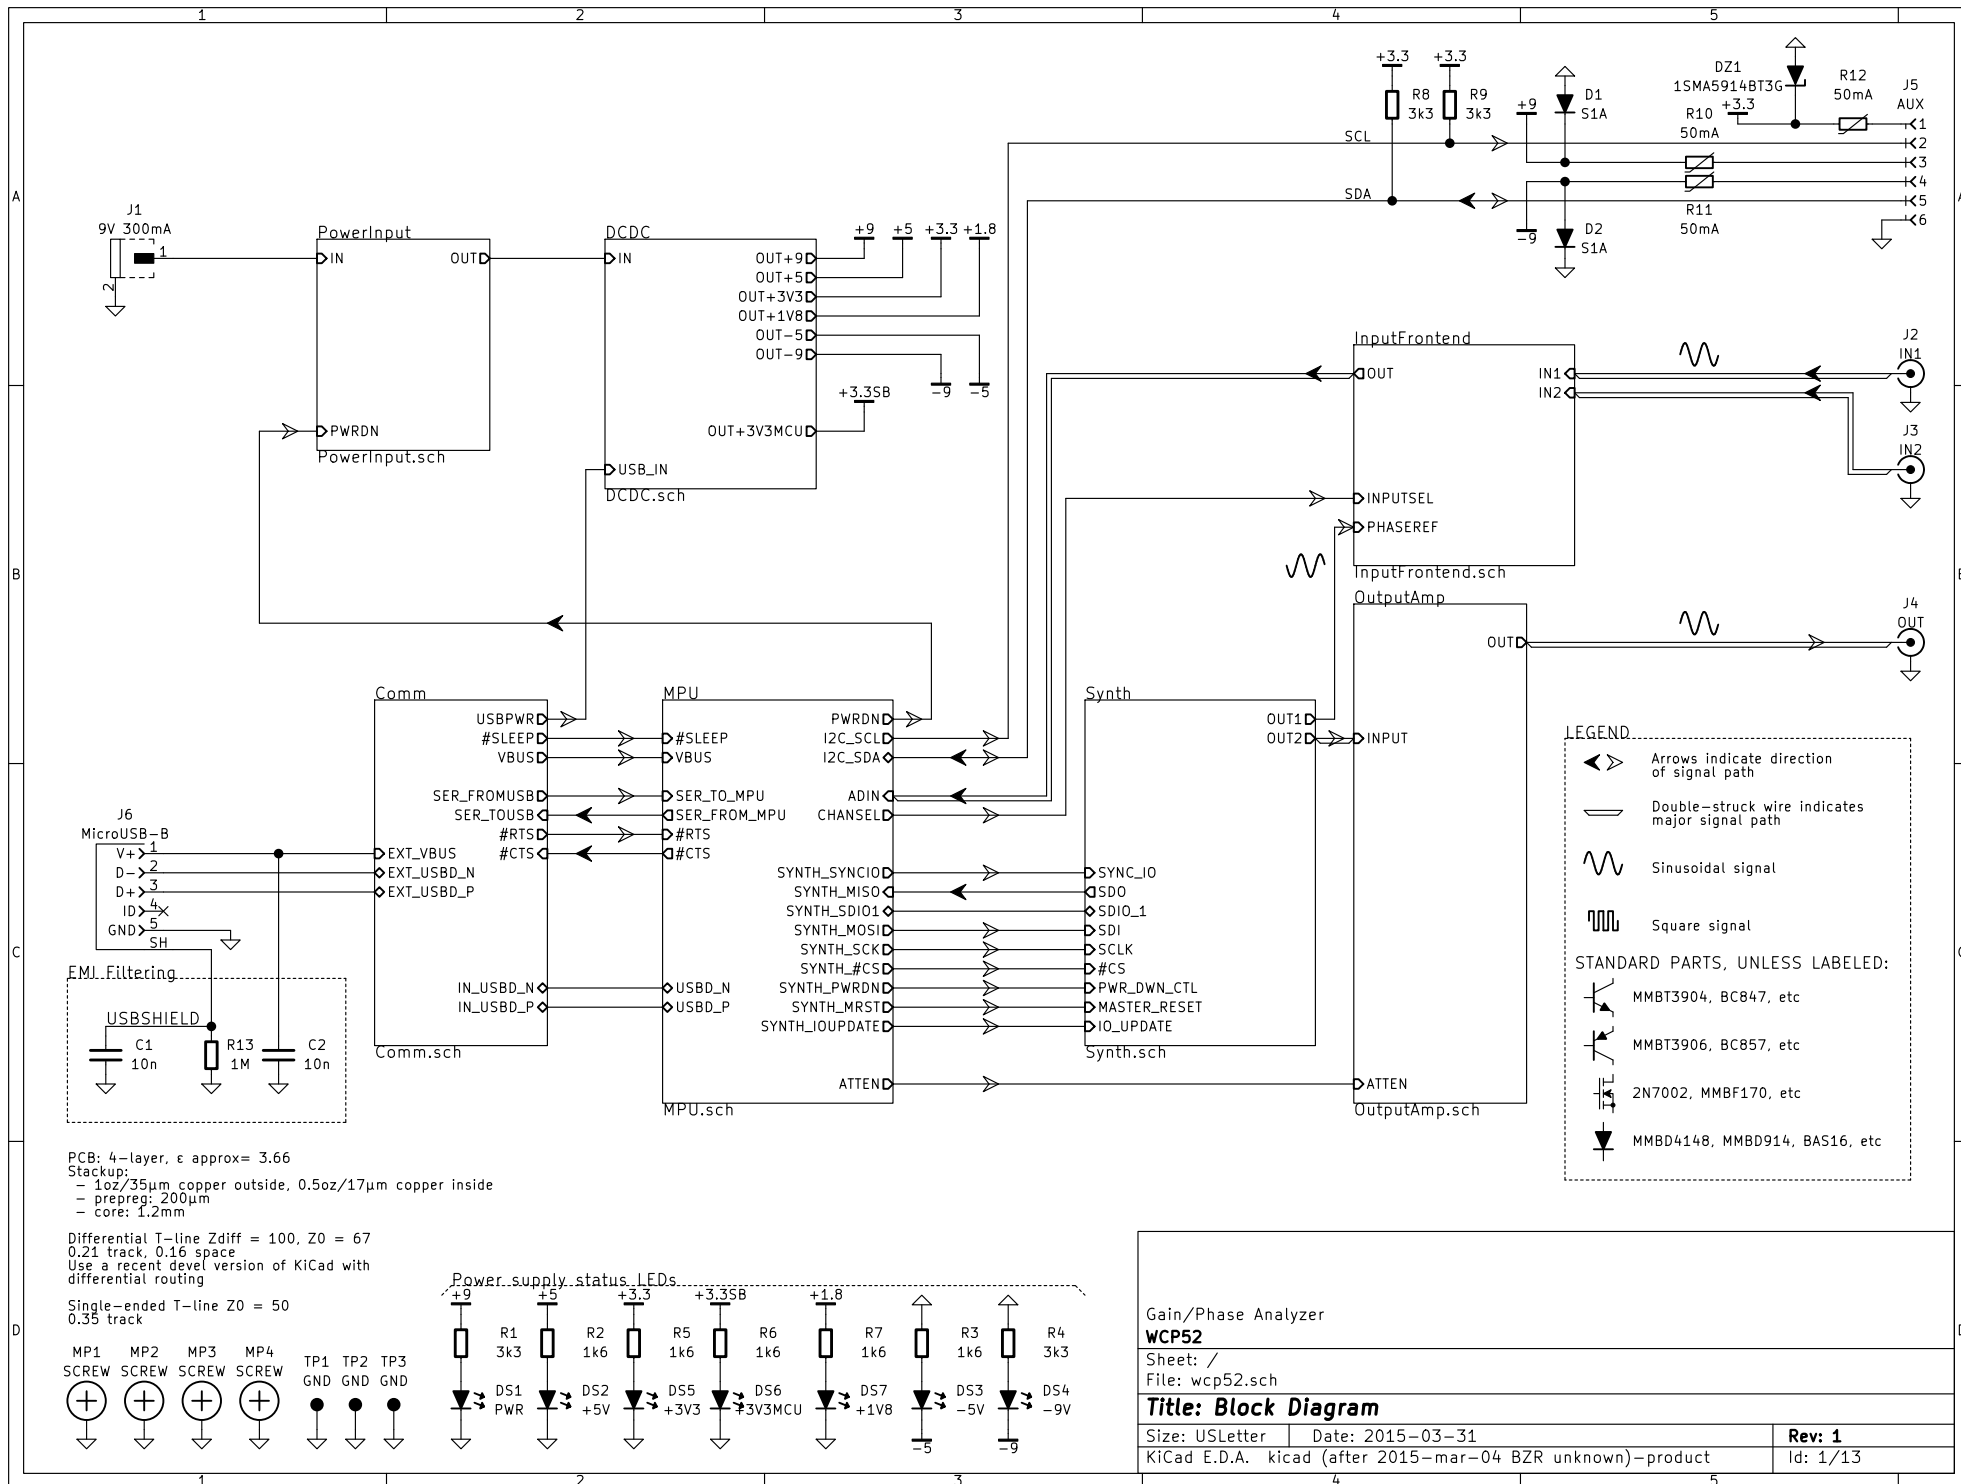 1 2 3 4 5
A
B
C
D
J1
9V 300mA
1
2
PowerInput
IN
OUT
PWRDN
PowerInput.sch
DCDC
IN
OUT+9
OUT+5
OUT+3V3
OUT+1V8
OUT-5
OUT-9
OUT+3V3MCU
USB_IN
DCDC.sch
+9 +5 +3.3 +1.8
-9 -5
+3.3SB
+3.3 +3.3
R8
3k3
R9
3k3
SCL
SDA
+9
D1
S1A
-9
D2
S1A
DZ1
1SMA5914BT3G
+3.3
R10
50mA
R11
50mA
R12
50mA
J5
AUX
1
2
3
4
5
6
InputFrontend
OUT
IN1
IN2
INPUTSEL
PHASEREF
InputFrontend.sch
J2
IN1
J3
IN2
OutputAmp
OUT
INPUT
ATTEN
OutputAmp.sch
J4
OUT
Comm
USBPWR
#SLEEP
VBUS
SER_FROMUSB
SER_TOUSB
#RTS
#CTS
EXT_VBUS
EXT_USBD_N
EXT_USBD_P
IN_USBD_N
IN_USBD_P
Comm.sch
MPU
#SLEEP
VBUS
SER_TO_MPU
SER_FROM_MPU
#RTS
#CTS
USBD_N
USBD_P
PWRDN
I2C_SCL
I2C_SDA
ADIN
CHANSEL
SYNTH_SYNCIO
SYNTH_MISO
SYNTH_SDIO1
SYNTH_MOSI
SYNTH_SCK
SYNTH_#CS
SYNTH_PWRDN
SYNTH_MRST
SYNTH_IOUPDATE
ATTEN
MPU.sch
Synth
OUT1
OUT2
SYNC_IO
SDO
SDIO_1
SDI
SCLK
#CS
PWR_DWN_CTL
MASTER_RESET
IO_UPDATE
Synth.sch
J6
MicroUSB-B
V+ 1
D- 2
D+ 3
ID 4
GND 5
SH
EMI Filtering
USBSHIELD
C1
10n
R13
1M
C2
10n
LEGEND
Arrows indicate direction
of signal path
Double-struck wire indicates
major signal path
Sinusoidal signal
Square signal
STANDARD PARTS, UNLESS LABELED:
MMBT3904, BC847, etc
MMBT3906, BC857, etc
2N7002, MMBF170, etc
MMBD4148, MMBD914, BAS16, etc
PCB: 4-layer, ε approx= 3.66
Stackup:
- 1oz/35µm copper outside, 0.5oz/17µm copper inside
- prepreg: 200µm
- core: 1.2mm
Differential T-line Zdiff = 100, Z0 = 67
0.21 track, 0.16 space
Use a recent devel version of KiCad with
differential routing
Single-ended T-line Z0 = 50
0.35 track
MP1
SCREW
MP2
SCREW
MP3
SCREW
MP4
SCREW
TP1
GND
TP2
GND
TP3
GND
Power supply status LEDs
+9 +5 +3.3 +3.3SB +1.8
R1
3k3
R2
1k6
R5
1k6
R6
1k6
R7
1k6
R3
1k6
R4
3k3
DS1
PWR
DS2
+5V
DS5
+3V3
DS6
+3V3MCU
DS7
+1V8
DS3
-5V
DS4
-9V
-5 -9
Gain/Phase Analyzer
WCP52
Sheet: /
File: wcp52.sch
Title: Block Diagram
Size: USLetter Date: 2015-03-31 Rev: 1
KiCad E.D.A. kicad (after 2015-mar-04 BZR unknown)-product Id: 1/13
1 2 3 4 5